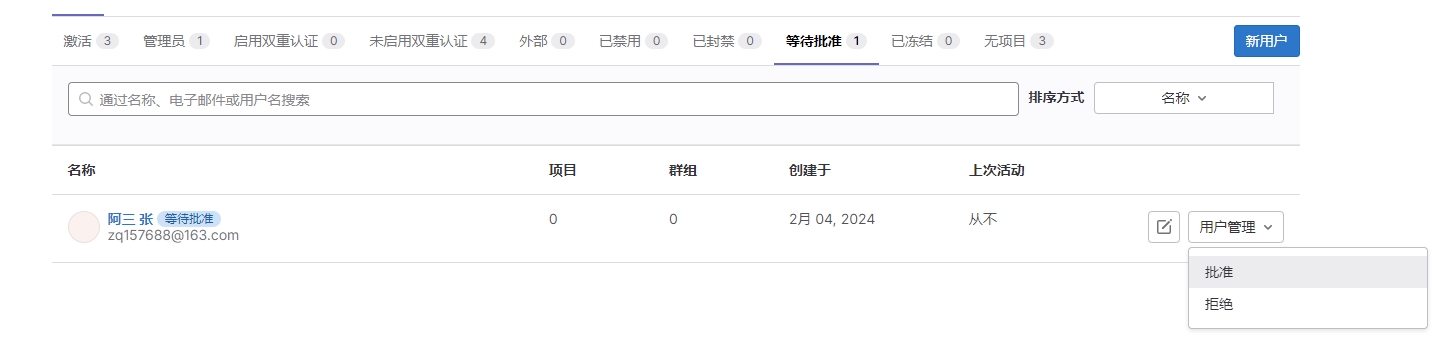 激活 3 管理员 1 启用双重认证 0 未启用双重认证 4 外部 0 已禁用 0 已封禁 0 等待批准 1 已冻结 0 无项目 3 新用户
通过名称、电子邮件或用户名搜索 排序方式 名称
名称 项目 群组 创建于 上次活动
阿三 张 等待批准 0 0 2月 04, 2024 从不 用户管理
zq157688@163.com
批准
拒绝